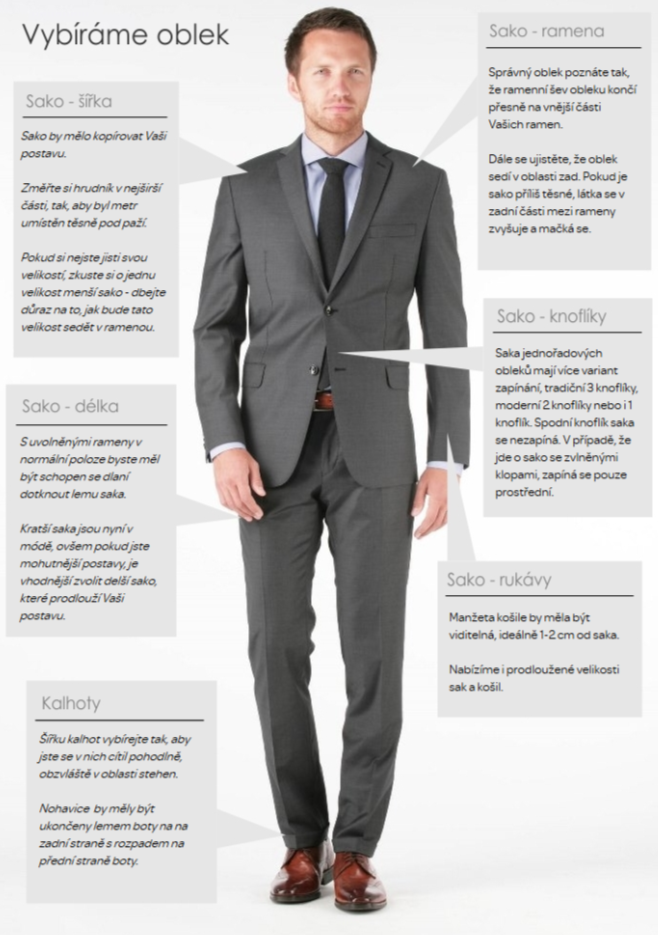 Vybíráme oblek
Sako - šířka
Sako by mělo kopírovat Vaši
postavu.
Změřte si hrudník v nejširší
části, tak, aby byl metr
umístěn těsně pod paží.
Pokud si nejste jisti svou
velikostí, zkuste si o jednu
velikost menší sako - dbejte
důraz na to, jak bude tato
velikost sedět v ramenou.
Sako - délka
S uvolněnými rameny v
normální poloze byste měl
být schopen se dlaní
dotknout lemu saka.
Kratší saka jsou nyní v
módě, ovšem pokud jste
mohutnější postavy, je
vhodnější zvolit delší sako,
které prodlouží Vaši
postavu.
Kalhoty
Šířku kalhot vybírejte tak, aby
jste se v nich cítil pohodlně,
obzvláště v oblasti stehen.
Nohavice by měly být
ukončeny lemem boty na na
zadní straně s rozpadem na
přední straně boty.
Sako - ramena
Správný oblek poznáte tak,
že ramenní šev obleku končí
přesně na vnější části
Vašich ramen.
Dále se ujistěte, že oblek
sedí v oblasti zad. Pokud je
sako příliš těsné, látka se v
zadní části mezi rameny
zvyšuje a mačká se.
Sako - knoflíky
Saka jednořadových
obleků mají více variant
zapínání, tradiční 3 knoflíky,
moderní 2 knoflíky nebo i 1
knoflík. Spodní knoflík saka
se nezapíná. V případě, že
jde o sako se zvlněnými
klopami, zapíná se pouze
prostřední.
Sako - rukávy
Manžeta košile by měla být
viditelná, ideálně 1-2 cm od saka.
Nabízíme i prodloužené velikosti
sak a košil.